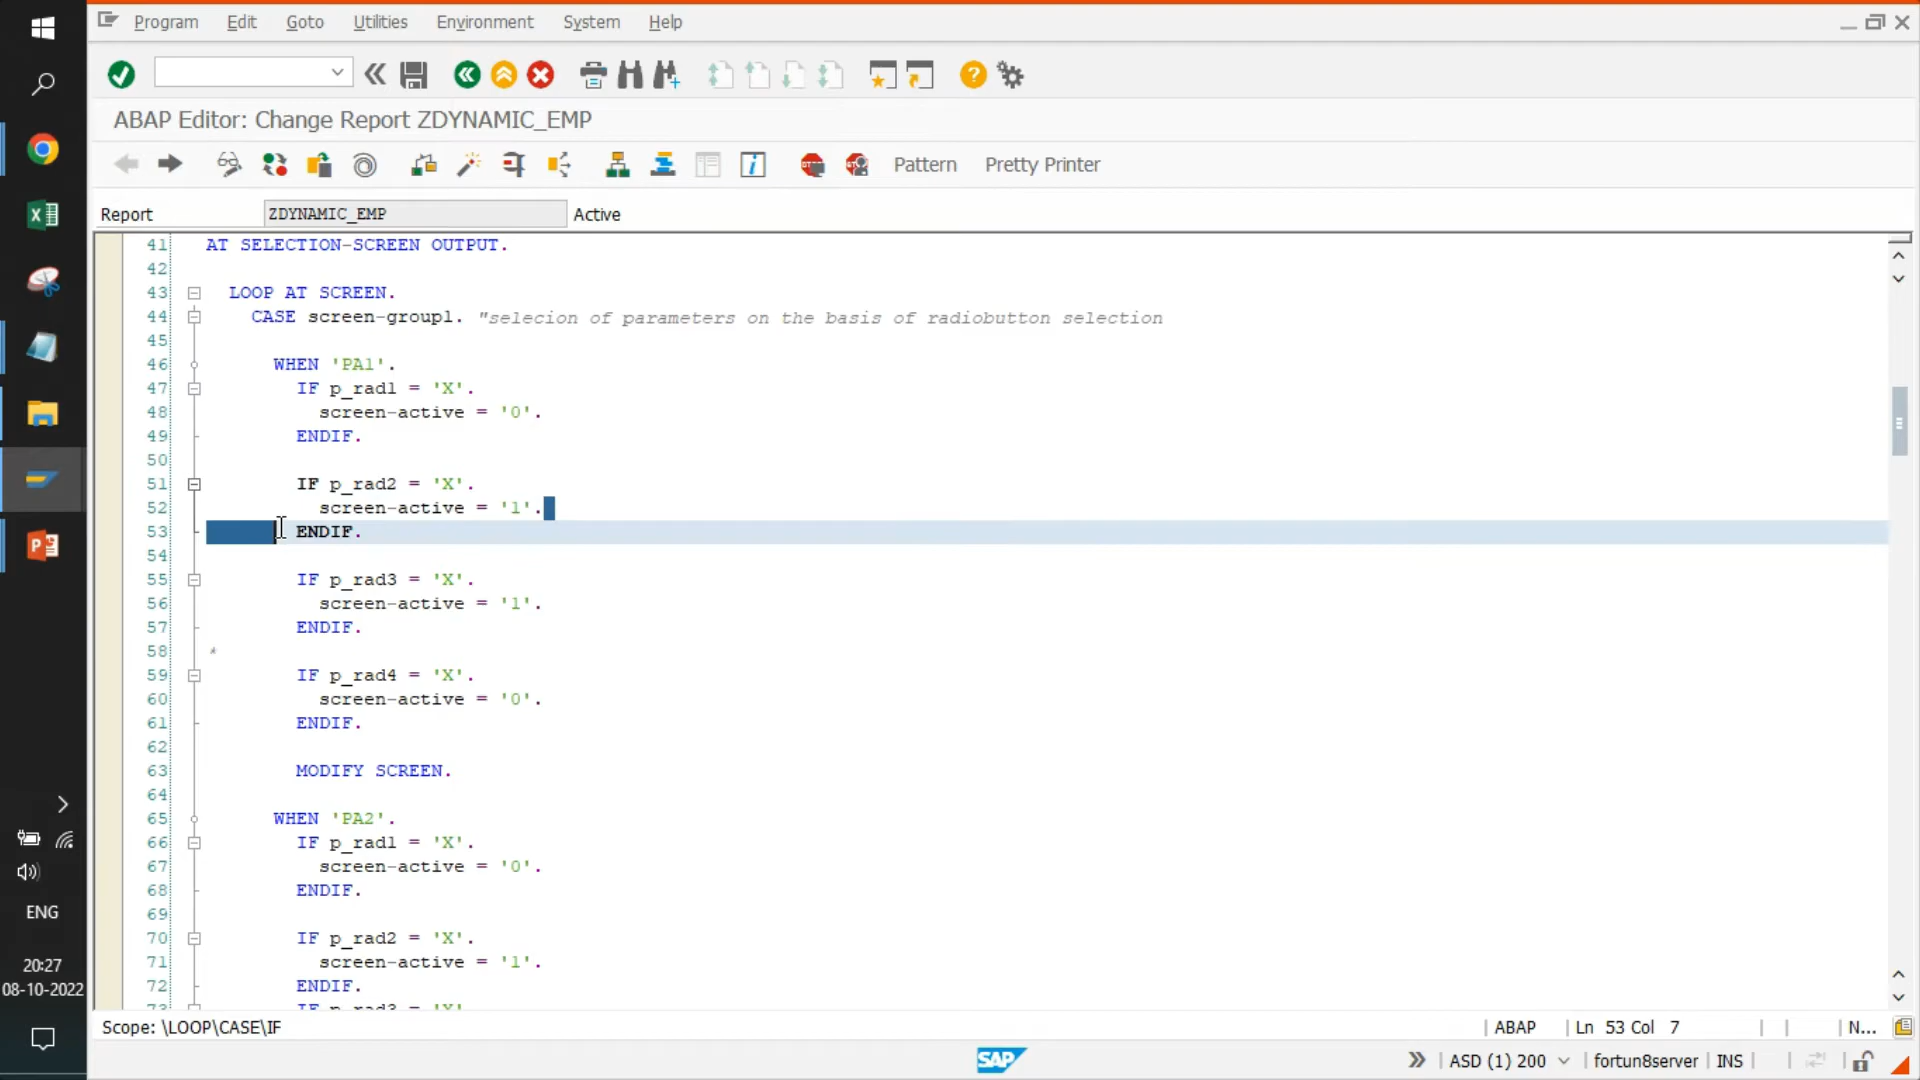 Program Edit Goto Utilities Environment System Help
ABAP Editor: Change Report ZDYNAMIC_EMP
Pattern Pretty Printer
Report ZDYNAMIC_EMP Active
41 AT SELECTION-SCREEN OUTPUT.
42
43 LOOP AT SCREEN.
44 CASE screen-group1. "selecion of parameters on the basis of radiobutton selection
45
46 WHEN 'PA1'.
47 IF p_rad1 = 'X'.
48 screen-active = '0'.
49 ENDIF.
50
51 IF p_rad2 = 'X'.
52 screen-active = '1'.
53 ENDIF.
54
55 IF p_rad3 = 'X'.
56 screen-active = '1'.
57 ENDIF.
58 *
59 IF p_rad4 = 'X'.
60 screen-active = '0'.
61 ENDIF.
62
63 MODIFY SCREEN.
64
65 WHEN 'PA2'.
66 IF p_rad1 = 'X'.
67 screen-active = '0'.
68 ENDIF.
69
70 IF p_rad2 = 'X'.
71 screen-active = '1'.
72 ENDIF.
73 IF p_rad3 = 'X'.
Scope: \LOOP\CASE\IF ABAP Ln 53 Col 7 N...
SAP ASD (1) 200 fortun8server INS
ENG
20:27
08-10-2022